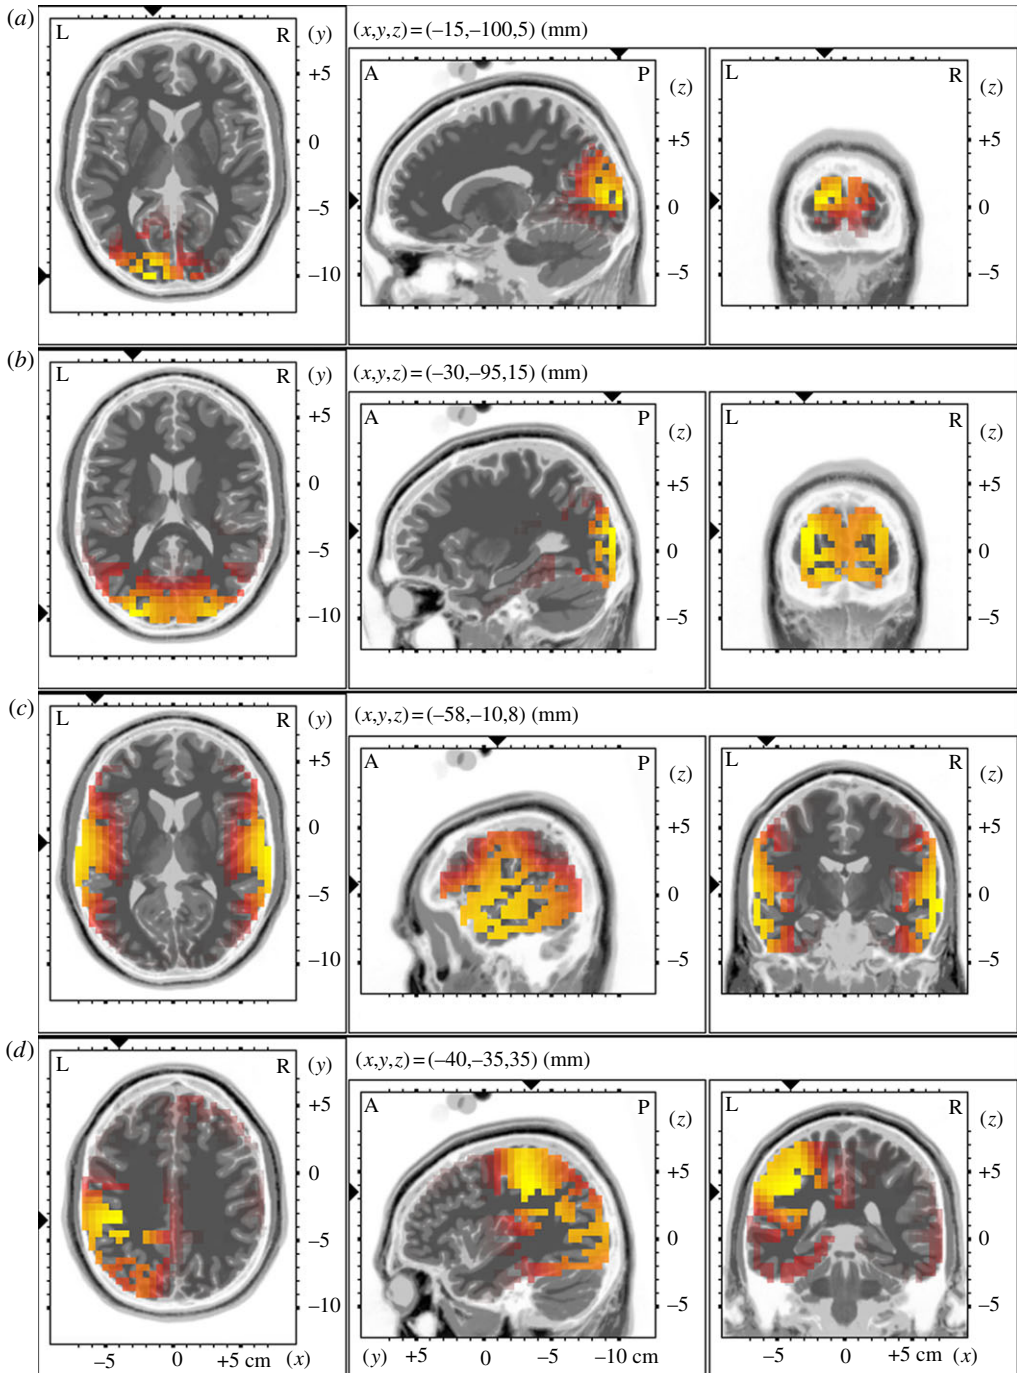 (a)
L
R
(y)
+5
0
−5
−10
(x,y,z) = (−15,−100,5) (mm)
A
P
(z)
+5
0
−5
L
R
(z)
+5
0
−5
(b)
L
R
(y)
+5
0
−5
−10
(x,y,z) = (−30,−95,15) (mm)
A
P
(z)
+5
0
−5
L
R
(z)
+5
0
−5
(c)
L
R
(y)
+5
0
−5
−10
(x,y,z) = (−58,−10,8) (mm)
A
P
(z)
+5
0
−5
L
R
(z)
+5
0
−5
(d)
L
R
(y)
+5
0
−5
−10
−5 0 +5 cm (x)
(x,y,z) = (−40,−35,35) (mm)
A
P
(z)
+5
0
−5
(y) +5 0 −5 −10 cm
L
R
(z)
+5
0
−5
−5 0 +5 cm (x)